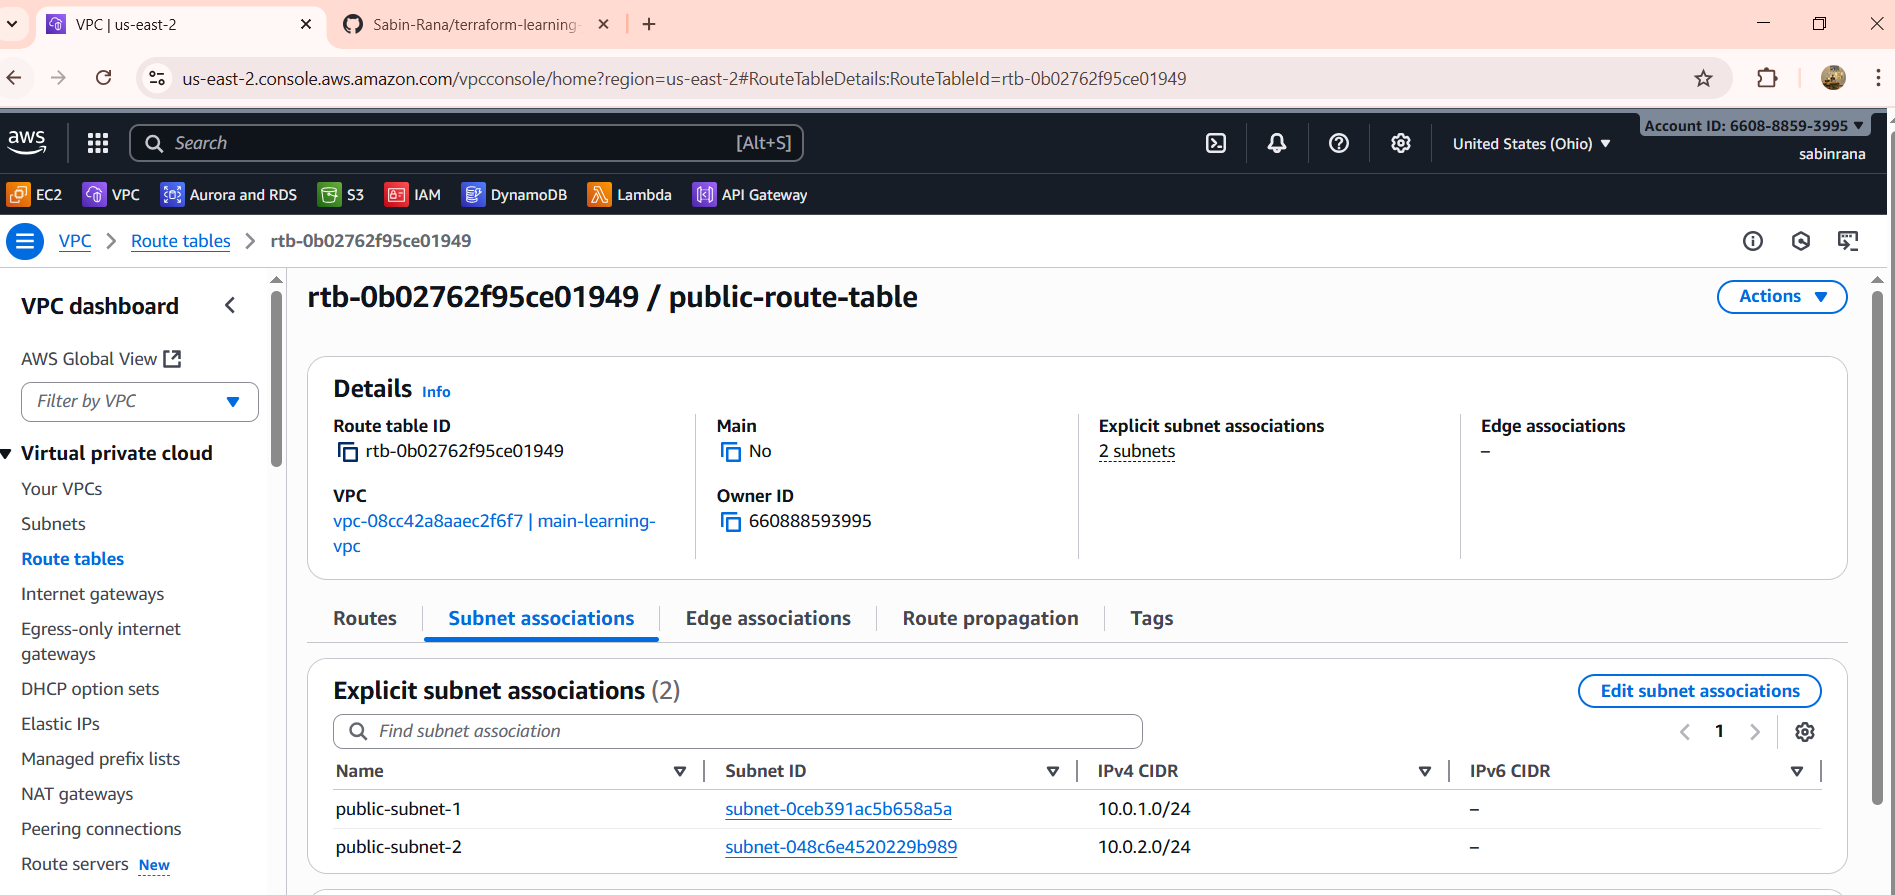 VPC | us-east-2
Sabin-Rana/terraform-learning-
us-east-2.console.aws.amazon.com/vpcconsole/home?region=us-east-2#RouteTableDetails:RouteTableId=rtb-0b02762f95ce01949
aws
Search
[Alt+S]
United States (Ohio)
Account ID: 6608-8859-3995
sabinrana
EC2 VPC Aurora and RDS S3 IAM DynamoDB Lambda API Gateway
VPC Route tables rtb-0b02762f95ce01949
VPC dashboard
AWS Global View
Filter by VPC
Virtual private cloud
Your VPCs
Subnets
Route tables
Internet gateways
Egress-only internet
gateways
DHCP option sets
Elastic IPs
Managed prefix lists
NAT gateways
Peering connections
Route servers New
rtb-0b02762f95ce01949 / public-route-table
Actions
Details Info
Route table ID
rtb-0b02762f95ce01949
Main
No
Explicit subnet associations
2 subnets
Edge associations
–
VPC
vpc-08cc42a8aaec2f6f7 | main-learning-
vpc
Owner ID
660888593995
Routes Subnet associations Edge associations Route propagation Tags
Explicit subnet associations (2)
Edit subnet associations
Find subnet association
1
Name Subnet ID IPv4 CIDR IPv6 CIDR
public-subnet-1 subnet-0ceb391ac5b658a5a 10.0.1.0/24 –
public-subnet-2 subnet-048c6e4520229b989 10.0.2.0/24 –